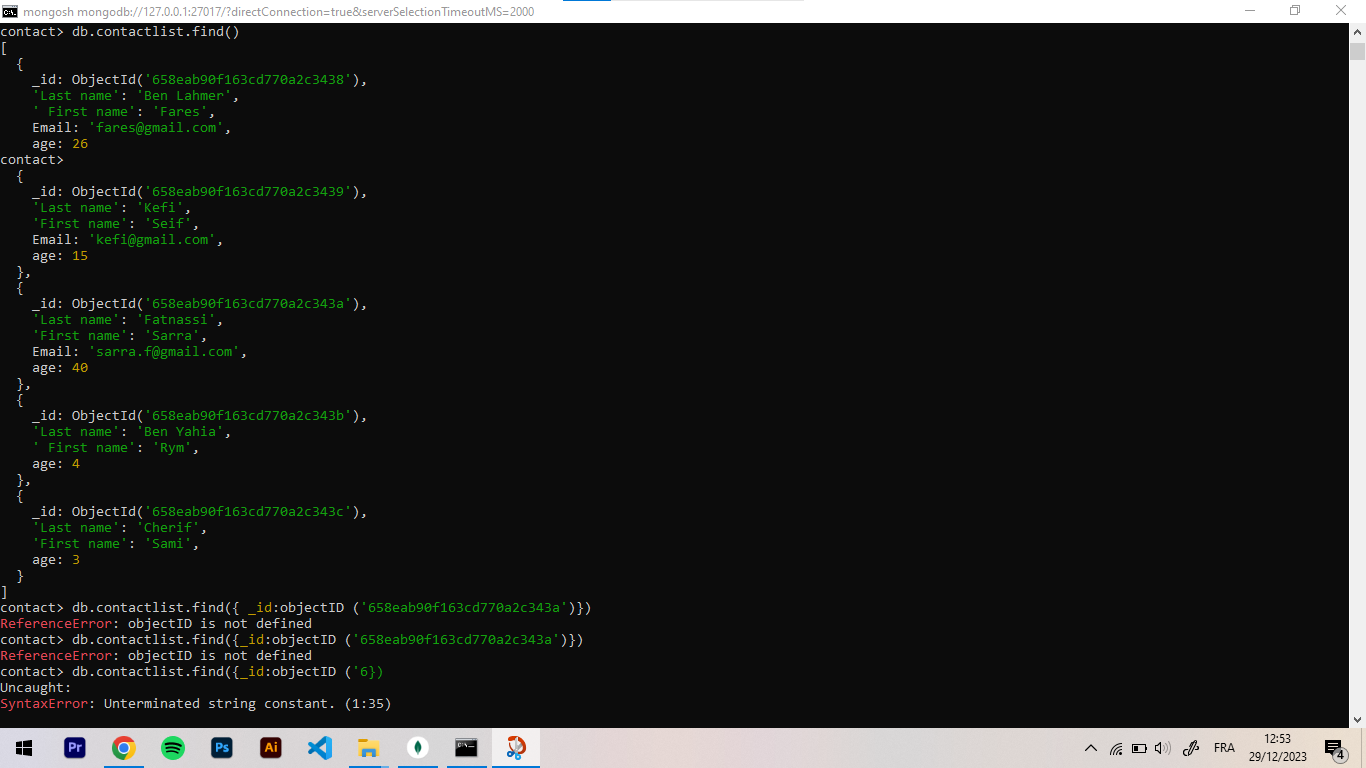 mongosh mongodb://127.0.0.1:27017/?directConnection=true&serverSelectionTimeoutMS=2000
contact> db.contactlist.find()
[
  {
    _id: ObjectId('658eab90f163cd770a2c3438'),
    'Last name': 'Ben Lahmer',
    ' First name': 'Fares',
    Email: 'fares@gmail.com',
    age: 26
contact>
  {
    _id: ObjectId('658eab90f163cd770a2c3439'),
    'Last name': 'Kefi',
    'First name': 'Seif',
    Email: 'kefi@gmail.com',
    age: 15
  },
  {
    _id: ObjectId('658eab90f163cd770a2c343a'),
    'Last name': 'Fatnassi',
    'First name': 'Sarra',
    Email: 'sarra.f@gmail.com',
    age: 40
  },
  {
    _id: ObjectId('658eab90f163cd770a2c343b'),
    'Last name': 'Ben Yahia',
    ' First name': 'Rym',
    age: 4
  },
  {
    _id: ObjectId('658eab90f163cd770a2c343c'),
    'Last name': 'Cherif',
    'First name': 'Sami',
    age: 3
  }
]
contact> db.contactlist.find({ _id:objectID ('658eab90f163cd770a2c343a')})
ReferenceError: objectID is not defined
contact> db.contactlist.find({_id:objectID ('658eab90f163cd770a2c343a')})
ReferenceError: objectID is not defined
contact> db.contactlist.find({_id:objectID ('6})
Uncaught:
SyntaxError: Unterminated string constant. (1:35)
Pr
Ps
Ai
FRA
12:53
29/12/2023
4